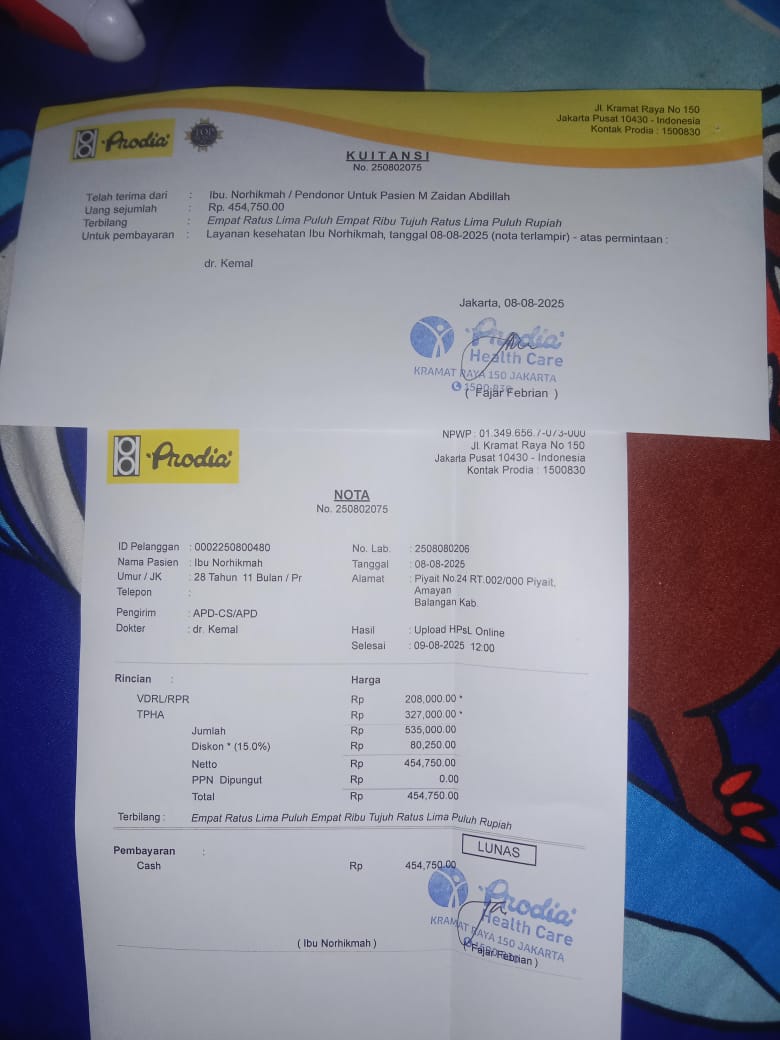 Prodia
TOP
Jl. Kramat Raya No 150
Jakarta Pusat 10430 - Indonesia
Kontak Prodia : 1500830
KUITANSI
No. 250802075
Telah terima dari : Ibu. Norhikmah / Pendonor Untuk Pasien M Zaidan Abdillah
Uang sejumlah : Rp. 454,750.00
Terbilang : Empat Ratus Lima Puluh Empat Ribu Tujuh Ratus Lima Puluh Rupiah
Untuk pembayaran : Layanan kesehatan Ibu Norhikmah, tanggal 08-08-2025 (nota terlampir) - atas permintaan :
dr. Kemal
Jakarta, 08-08-2025
Prodia
Health Care
KRAMAT RAYA 150 JAKARTA
( Fajar Febrian )
Prodia
NPWP : 01.349.656.7-073-000
Jl. Kramat Raya No 150
Jakarta Pusat 10430 - Indonesia
Kontak Prodia : 1500830
NOTA
No. 250802075
ID Pelanggan : 0002250800480 No. Lab. : 2508080206
Nama Pasien : Ibu Norhikmah Tanggal : 08-08-2025
Umur / JK : 28 Tahun 11 Bulan / Pr Alamat : Piyait No.24 RT.002/000 Piyait,
Telepon : Amayan
Balangan Kab.
Pengirim : APD-CS/APD
Dokter : dr. Kemal Hasil : Upload HPsL Online
Selesai : 09-08-2025 12:00
Rincian : Harga
VDRL/RPR Rp 208,000.00 *
TPHA Rp 327,000.00 *
Jumlah Rp 535,000.00
Diskon * (15.0%) Rp 80,250.00
Netto Rp 454,750.00
PPN Dipungut Rp 0.00
Total Rp 454,750.00
Terbilang : Empat Ratus Lima Puluh Empat Ribu Tujuh Ratus Lima Puluh Rupiah
LUNAS
Pembayaran :
Cash Rp 454,750.00
Prodia
Health Care
KRAMAT RAYA 150 JAKARTA
( Ibu Norhikmah ) ( Fajar Febrian )